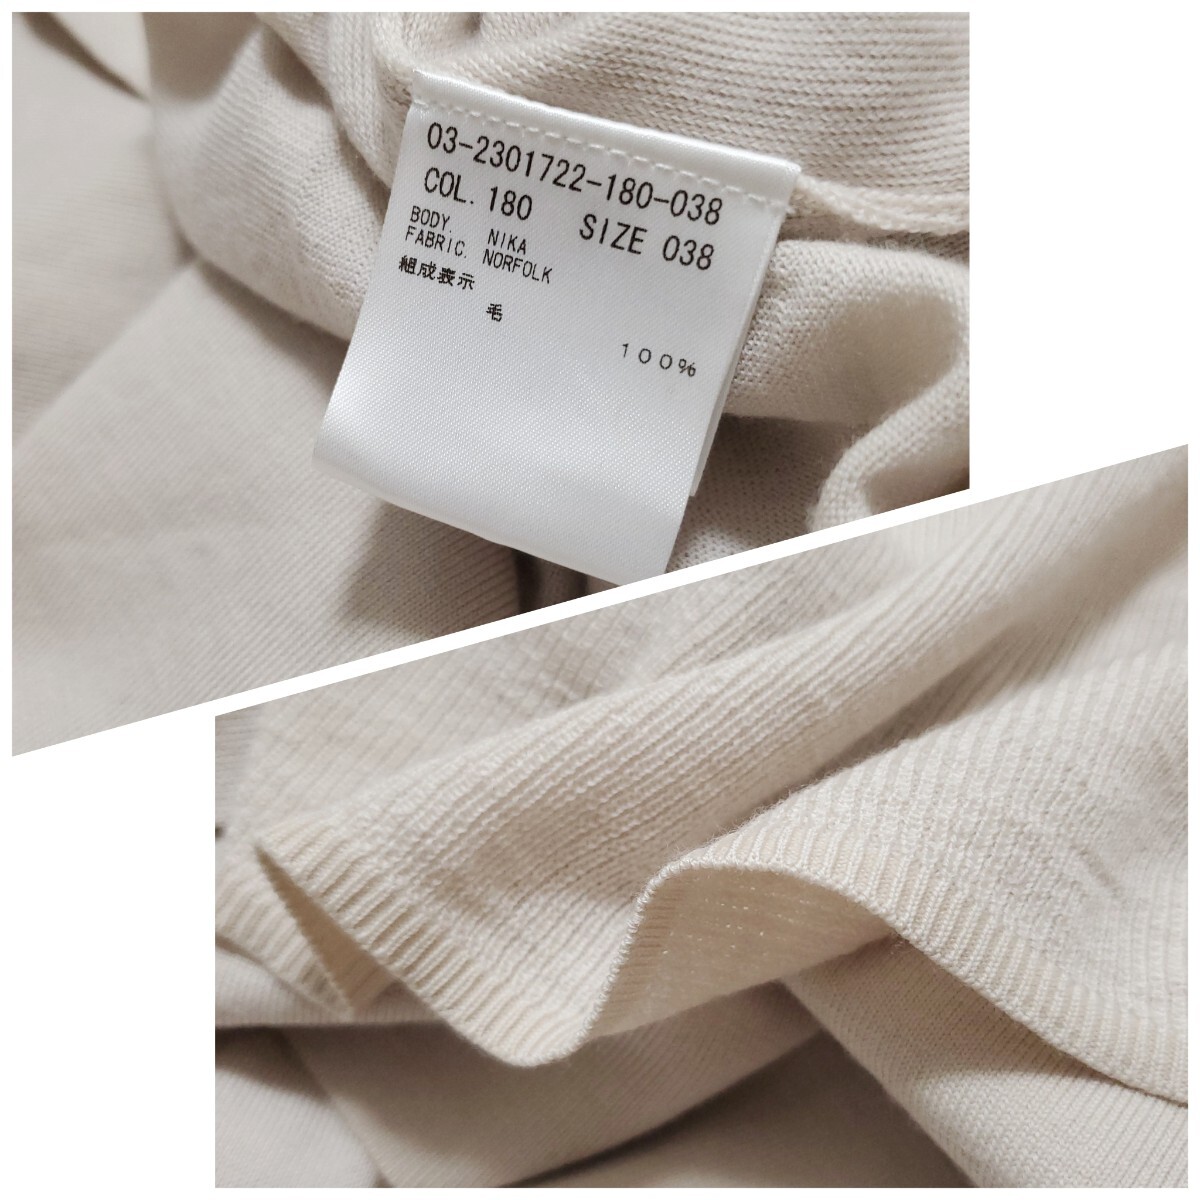 03-2301722-180-038
COL. 180 SIZE 038
BODY. NIKA
FABRIC. NORFOLK
組成表示
毛
100%